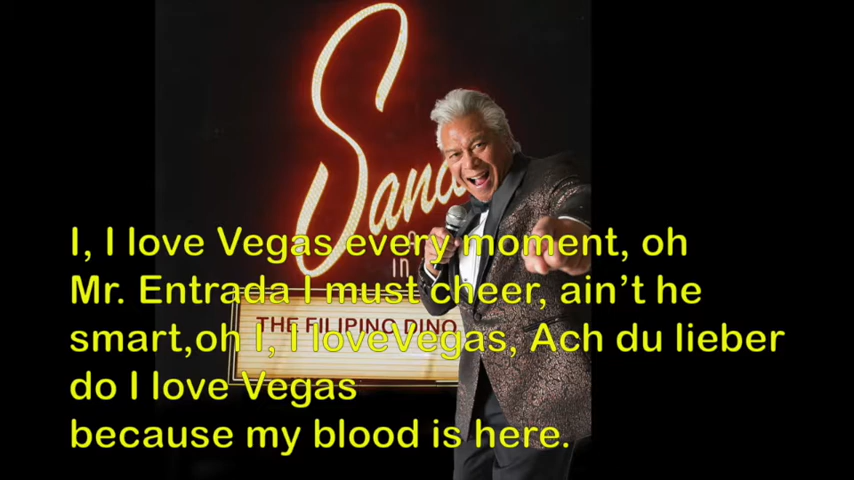 Sand
in
THE FILIPINO DINO
I, I love Vegas every moment, oh
Mr. Entrada I must cheer, ain’t he
smart,oh I, I loveVegas, Ach du lieber
do I love Vegas
because my blood is here.